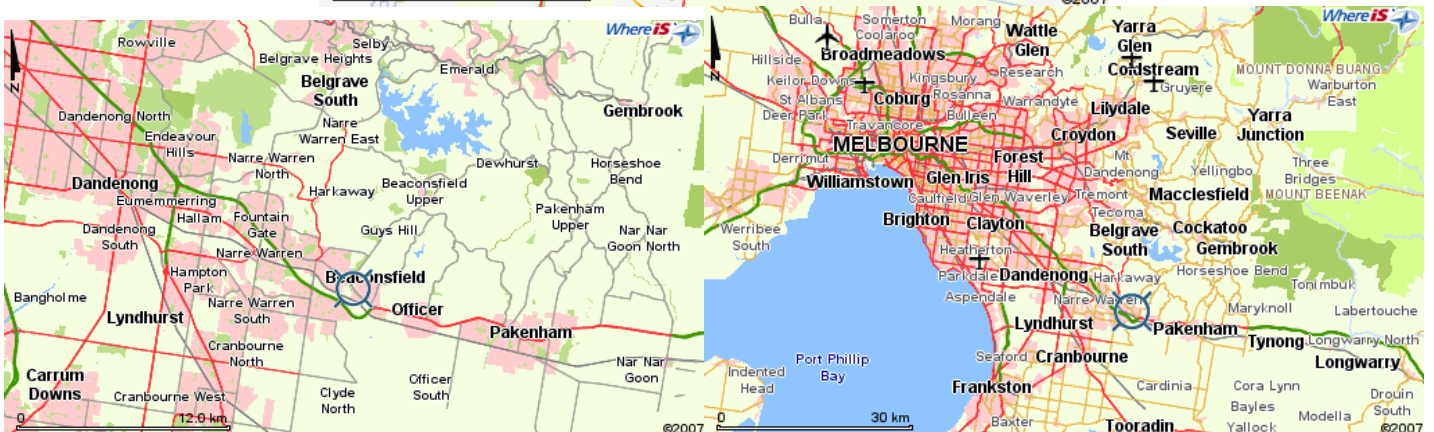 ©2007
WhereiS
N
Rowville
Selby
Belgrave Heights
Emerald
Belgrave
South
Gembrook
Dandenong North
Narre
Warren East
Endeavour
Hills
Narre Warren
North
Dewhurst
Horseshoe
Bend
Dandenong
Harkaway
Beaconsfield
Upper
Eumemmerring
Hallam
Fountain
Gate
Pakenham
Upper
Dandenong
South
Guys Hill
Nar Nar
Goon North
Narre Warren
Hampton
Park
Beaconsfield
Bangholme
Narre Warren
South
Officer
Lyndhurst
Pakenham
Cranbourne
North
Nar Nar
Goon
Carrum
Downs
Officer
South
Cranbourne West
Clyde
North
0
12.0 km
©2007
WhereiS
N
Bulla
Somerton
Coolaroo
Morang
Wattle
Glen
Yarra
Glen
Hillside
Broadmeadows
Research
Coldstream
MOUNT DONNA BUANG
Keilor Downs
Kingsbury
Gruyere
Warburton
East
St Albans
Coburg
Rosanna
Warrandyte
Lilydale
Deer Park
Travancore
Bulleen
Croydon
Seville
Yarra
Junction
MELBOURNE
Derrimut
Forest
Hill
Mt
Dandenong
Yellingbo
Three
Bridges
Williamstown
Glen Iris
Caulfield
Glen Waverley
Tremont
Macclesfield
MOUNT BEENAK
Tecoma
Werribee
South
Brighton
Clayton
Belgrave
South
Cockatoo
Heatherton
Gembrook
Parkdale
Dandenong
Harkaway
Horseshoe Bend
Tonimbuk
Aspendale
Narre Warren
Maryknoll
Labertouche
Lyndhurst
Pakenham
Tynong
Longwarry North
Port Phillip
Bay
Seaford
Cranbourne
Longwarry
Indented
Head
Frankston
Cardinia
Cora Lynn
Drouin
South
Bayles
Modella
Baxter
Tooradin
Yallock
0
30 km
©2007